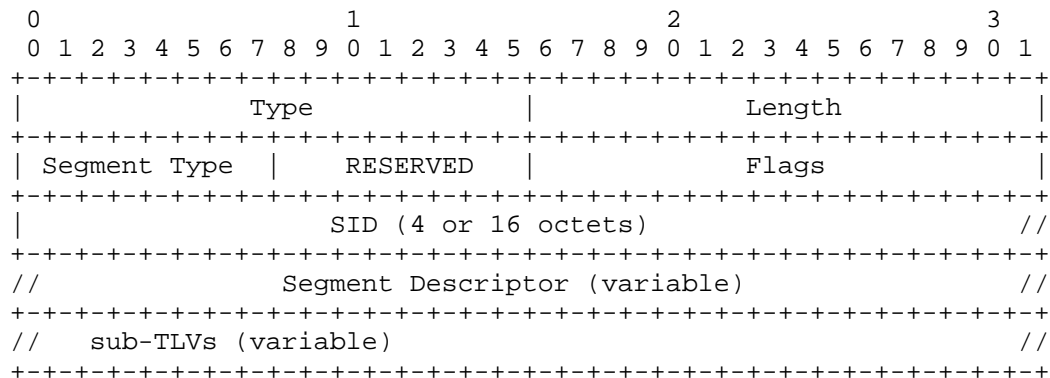 0                   1                   2                   3
 0 1 2 3 4 5 6 7 8 9 0 1 2 3 4 5 6 7 8 9 0 1 2 3 4 5 6 7 8 9 0 1
+-+-+-+-+-+-+-+-+-+-+-+-+-+-+-+-+-+-+-+-+-+-+-+-+-+-+-+-+-+-+-+-+
|              Type             |             Length            |
+-+-+-+-+-+-+-+-+-+-+-+-+-+-+-+-+-+-+-+-+-+-+-+-+-+-+-+-+-+-+-+-+
| Segment Type  |    RESERVED   |             Flags             |
+-+-+-+-+-+-+-+-+-+-+-+-+-+-+-+-+-+-+-+-+-+-+-+-+-+-+-+-+-+-+-+-+
|                   SID (4 or 16 octets)                       //
+-+-+-+-+-+-+-+-+-+-+-+-+-+-+-+-+-+-+-+-+-+-+-+-+-+-+-+-+-+-+-+-+
//               Segment Descriptor (variable)                 //
+-+-+-+-+-+-+-+-+-+-+-+-+-+-+-+-+-+-+-+-+-+-+-+-+-+-+-+-+-+-+-+-+
//   sub-TLVs (variable)                                       //
+-+-+-+-+-+-+-+-+-+-+-+-+-+-+-+-+-+-+-+-+-+-+-+-+-+-+-+-+-+-+-+-+